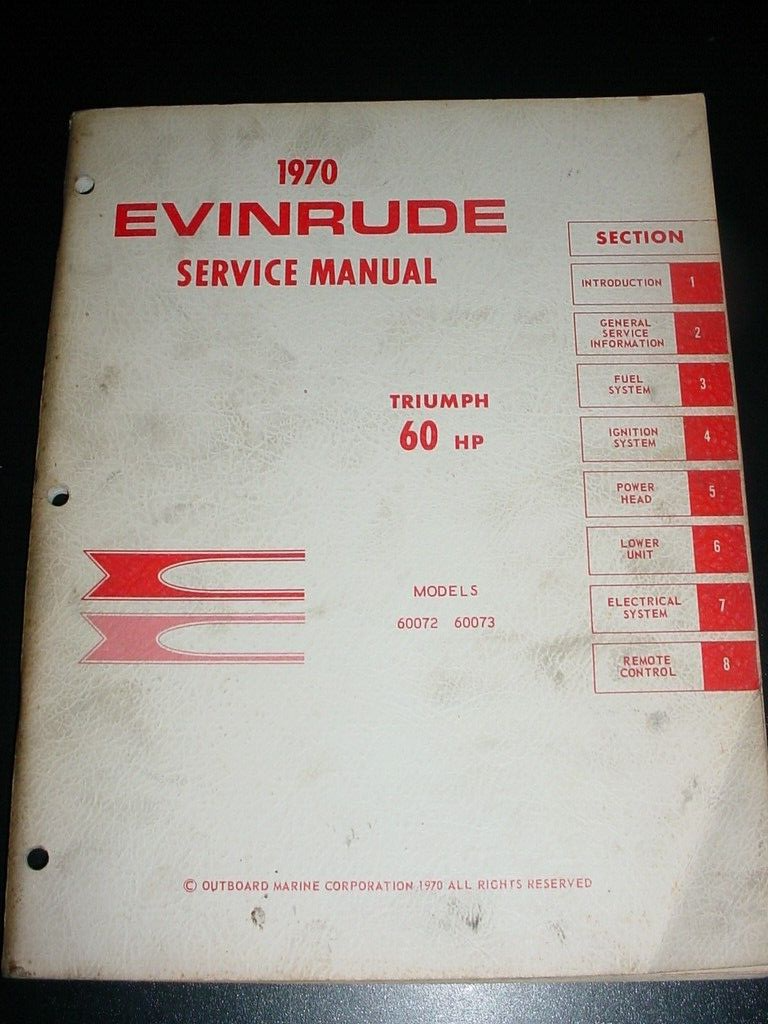 1970
EVINRUDE
SERVICE MANUAL
TRIUMPH
60 HP
MODELS
60072 60073
SECTION
INTRODUCTION 1
GENERAL
SERVICE
INFORMATION
2
FUEL
SYSTEM
3
IGNITION
SYSTEM
4
POWER
HEAD
5
LOWER
UNIT
6
ELECTRICAL
SYSTEM
7
REMOTE
CONTROL
8
© OUTBOARD MARINE CORPORATION 1970 ALL RIGHTS RESERVED